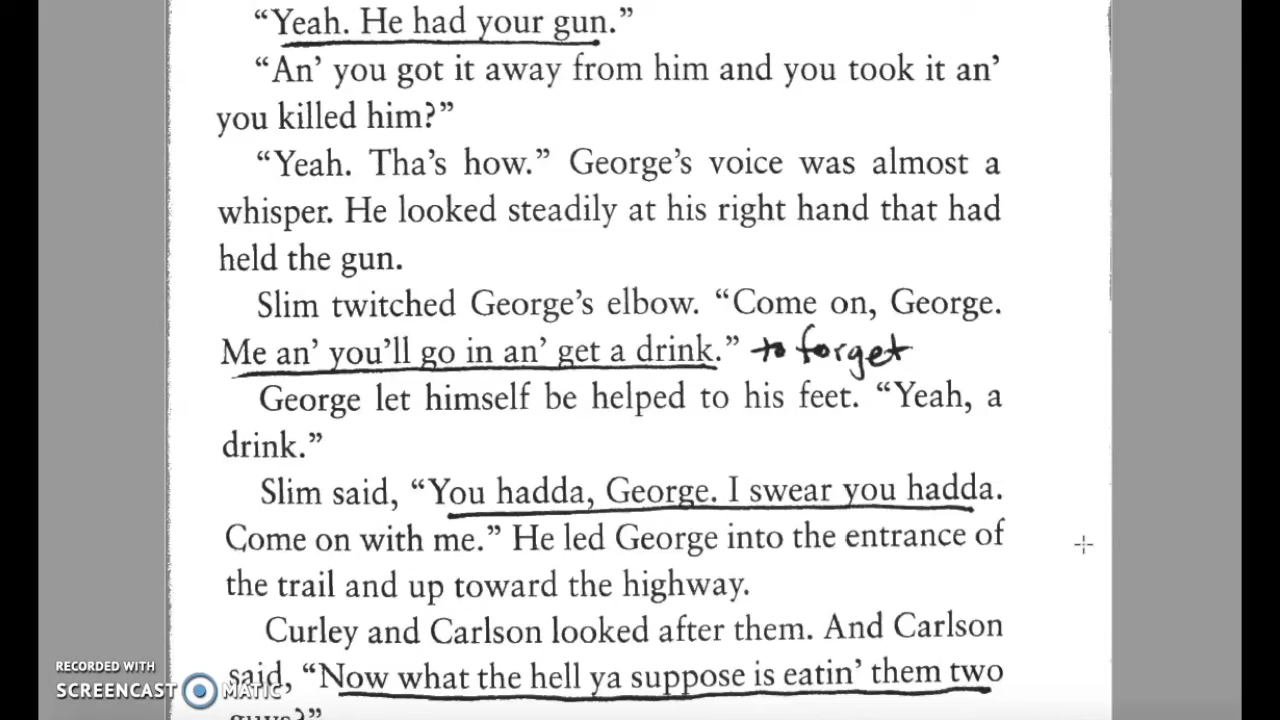 “Yeah. He had your gun.”
“An’ you got it away from him and you took it an’
you killed him?”
“Yeah. Tha’s how.” George’s voice was almost a
whisper. He looked steadily at his right hand that had
held the gun.
Slim twitched George’s elbow. “Come on, George.
Me an’ you’ll go in an’ get a drink.” to forget
George let himself be helped to his feet. “Yeah, a
drink.”
Slim said, “You hadda, George. I swear you hadda.
Come on with me.” He led George into the entrance of
the trail and up toward the highway.
Curley and Carlson looked after them. And Carlson
said, “Now what the hell ya suppose is eatin’ them two
guys?”
RECORDED WITH
SCREENCAST MATIC